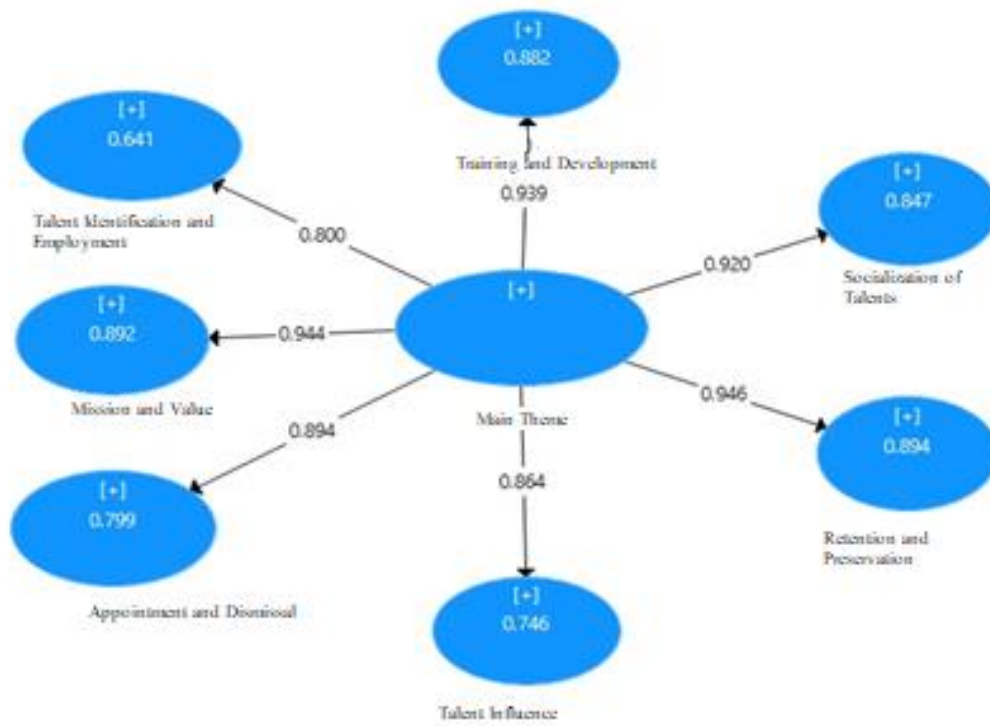 [+]
0.882
[+]
0.641
Training and Development
0.939
[+]
0.847
Talent Identification and
Employment
0.800
0.920
Socialization of
Talents
[+]
[+]
0.892
0.944
Mission and Value
Main Theme
0.946
[+]
0.894
0.894
Retention and
Preservation
[+]
0.799
0.864
Appointment and Dismissal
[+]
0.746
Talent Influence